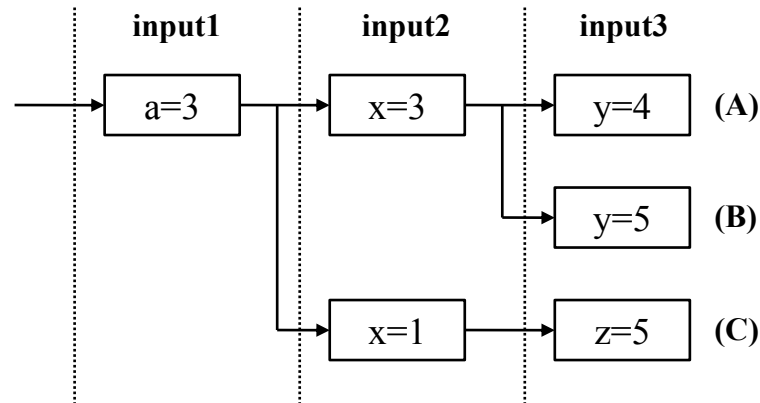 input1 input2 input3
a=3 x=3 y=4 (A)
y=5 (B)
x=1 z=5 (C)